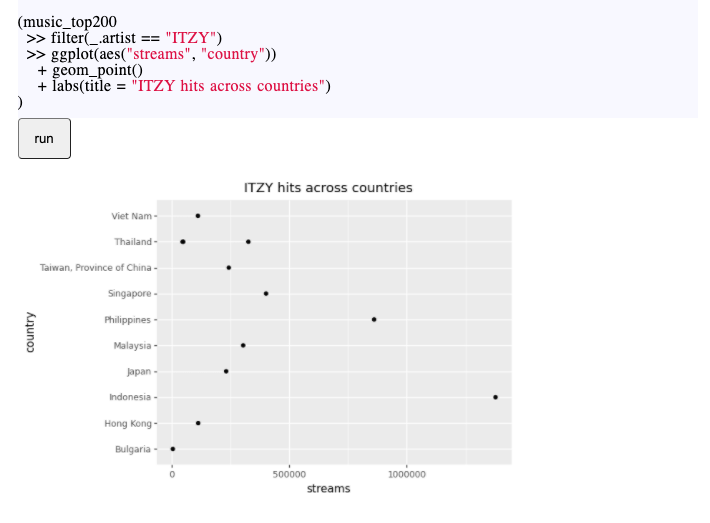 (music_top200
>> filter(_.artist == "ITZY")
>> ggplot(aes("streams", "country"))
+ geom_point()
+ labs(title = "ITZY hits across countries")
)
run
ITZY hits across countries
country
Viet Nam
Thailand
Taiwan, Province of China
Singapore
Philippines
Malaysia
Japan
Indonesia
Hong Kong
Bulgaria
0 500000 1000000
streams